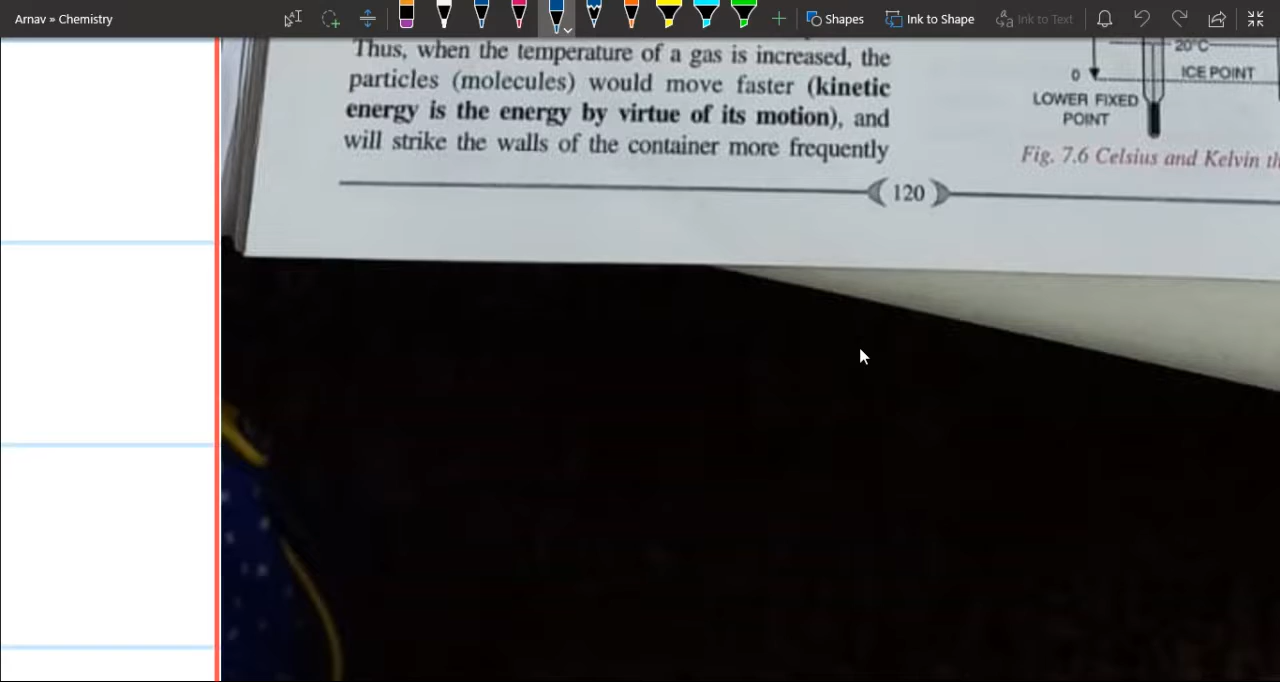 Arnav » Chemistry
Shapes
Ink to Shape
Ink to Text
Thus, when the temperature of a gas is increased, the
particles (molecules) would move faster (kinetic
energy is the energy by virtue of its motion), and
will strike the walls of the container more frequently
120
20°C
0
ICE POINT
LOWER FIXED
POINT
Fig. 7.6 Celsius and Kelvin th